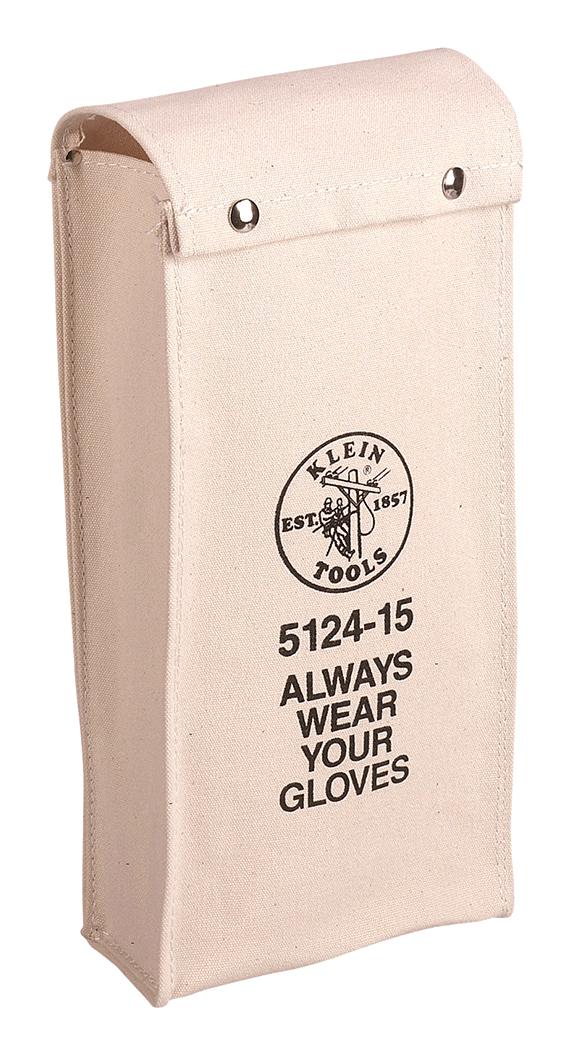 KLEIN
®
EST. 1857
TOOLS
5124-15
ALWAYS
WEAR
YOUR
GLOVES